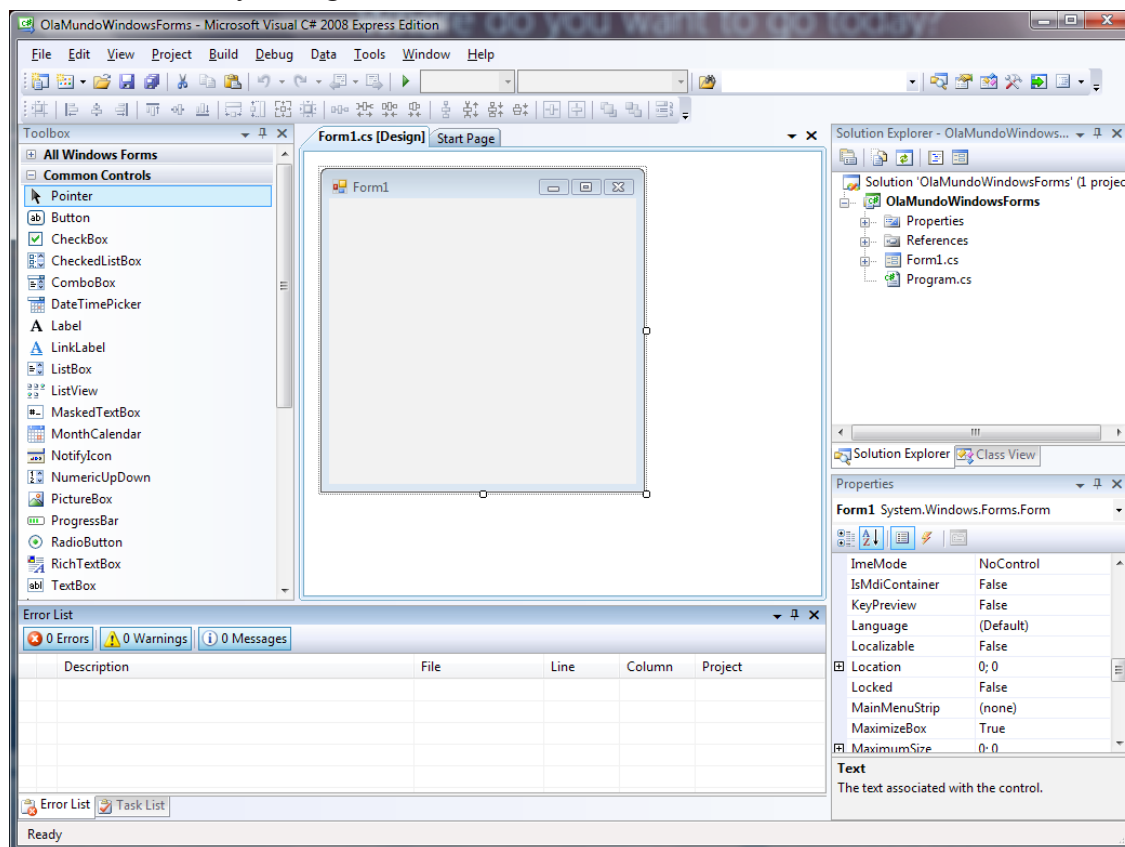 OlaMundoWindowsForms - Microsoft Visual C# 2008 Express Edition
do you want to go today?
File Edit View Project Build Debug Data Tools Window Help
Toolbox
All Windows Forms
Common Controls
Pointer
Button
CheckBox
CheckedListBox
ComboBox
DateTimePicker
Label
LinkLabel
ListBox
ListView
MaskedTextBox
MonthCalendar
NotifyIcon
NumericUpDown
PictureBox
ProgressBar
RadioButton
RichTextBox
TextBox
Form1.cs [Design] Start Page
Form1
Solution Explorer - OlaMundoWindows...
Solution 'OlaMundoWindowsForms' (1 projec
OlaMundoWindowsForms
Properties
References
Form1.cs
Program.cs
Solution Explorer Class View
Properties
Form1 System.Windows.Forms.Form
ImeMode NoControl
IsMdiContainer False
KeyPreview False
Language (Default)
Localizable False
Location 0; 0
Locked False
MainMenuStrip (none)
MaximizeBox True
MaximumSize 0; 0
Text
The text associated with the control.
Error List
0 Errors 0 Warnings 0 Messages
Description File Line Column Project
Error List Task List
Ready